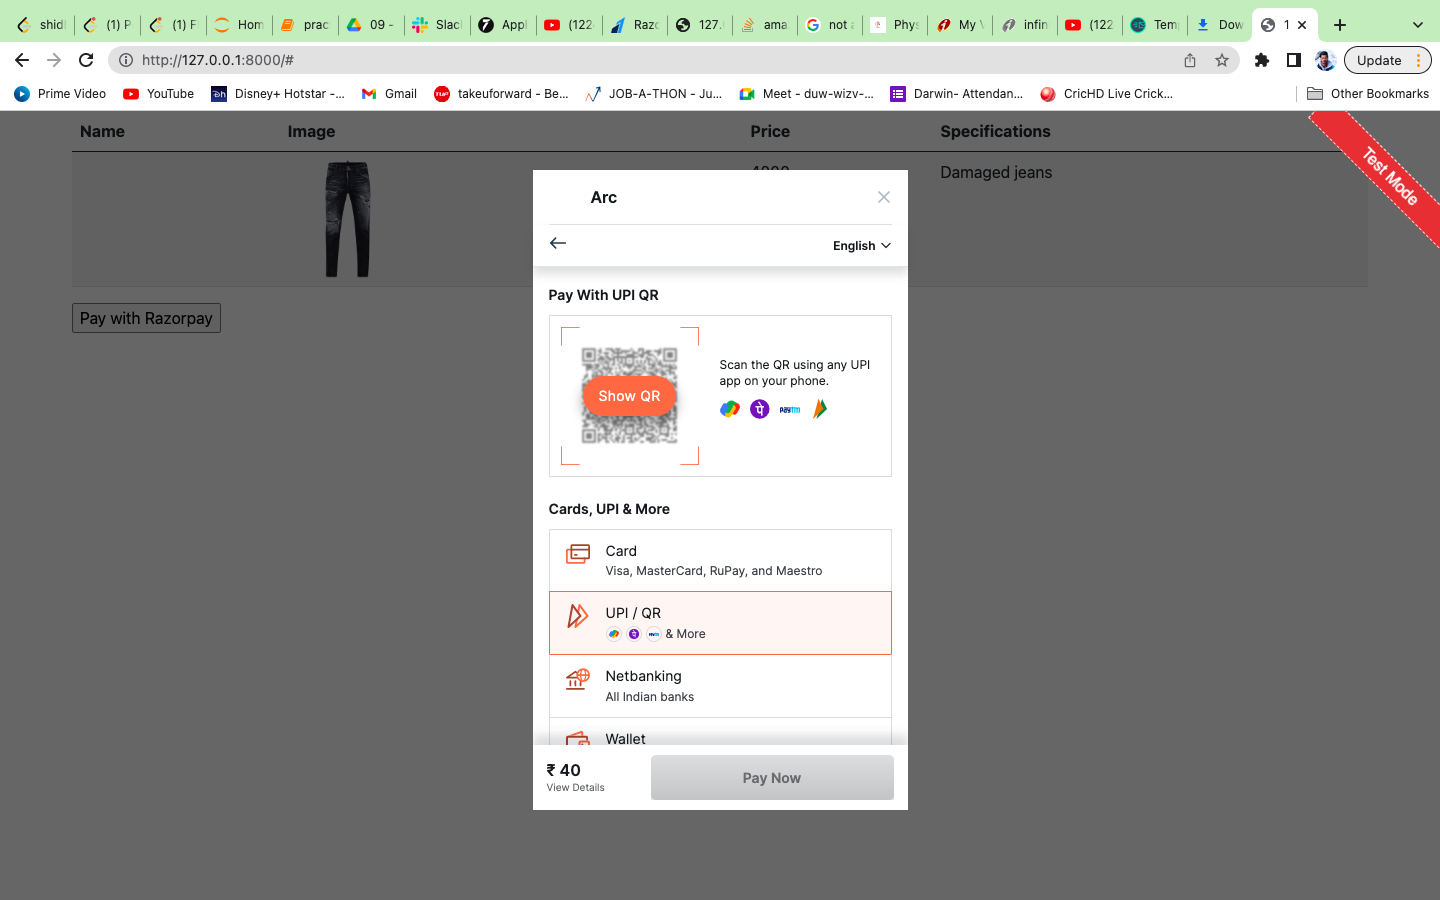 shid
(1) P
(1) F
Hom
prac
09 -
Slac
Appl
(122
Razo
127.
ama
not a
Phys
My V
infin
(122
Tem
Dow
1
http://127.0.0.1:8000/#
Update
Prime Video
YouTube
Disney+ Hotstar -...
Gmail
takeuforward - Be...
JOB-A-THON - Ju...
Meet - duw-wizv-...
Darwin- Attendan...
CricHD Live Crick...
Other Bookmarks
Name Image Price Specifications
Damaged jeans
Test Mode
Pay with Razorpay
Arc
English
Pay With UPI QR
Show QR
Scan the QR using any UPI
app on your phone.
paytm
Cards, UPI & More
Card
Visa, MasterCard, RuPay, and Maestro
UPI / QR
& More
Netbanking
All Indian banks
Wallet
₹ 40
View Details
Pay Now